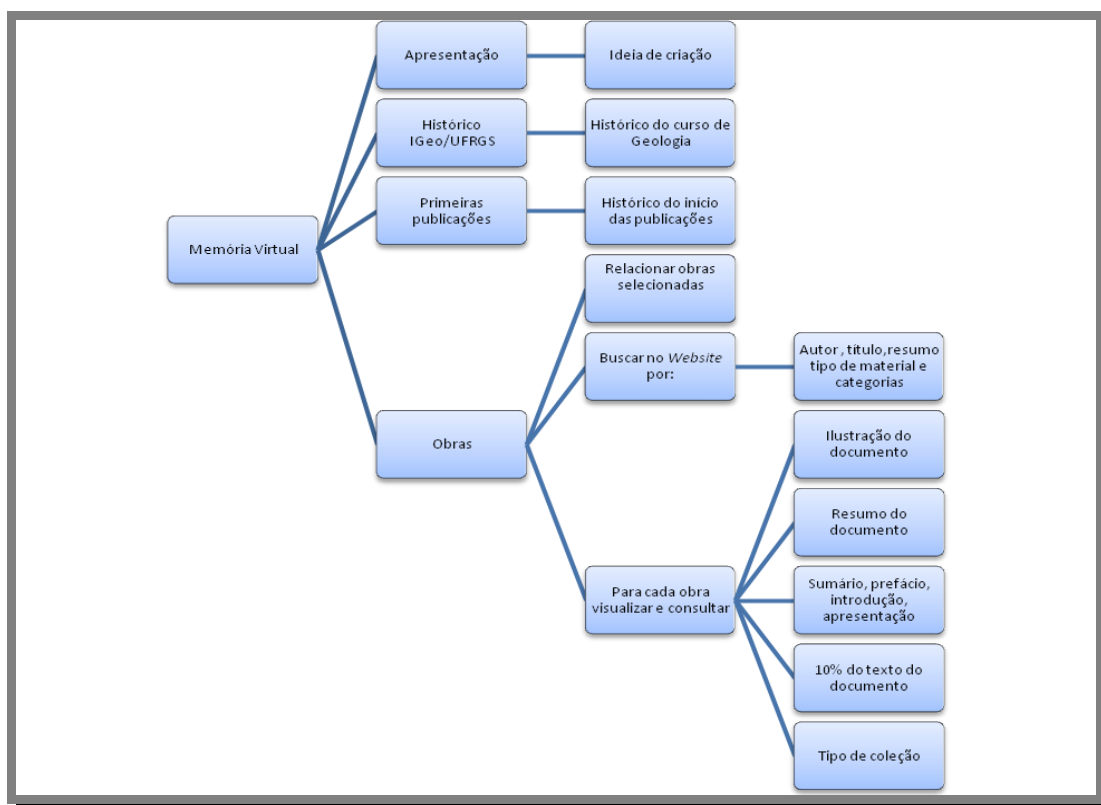 Apresentação
Ideia de criação
Histórico
IGeo/UFRGS
Histórico do curso de
Geologia
Primeiras
publicações
Histórico do início
das publicações
Memória Virtual
Relacionar obras
selecionadas
Buscar no Website
por:
Autor , título,resumo
tipo de material e
categorias
Obras
Ilustração do
documento
Resumo do
documento
Para cada obra
visualizar e consultar
Sumário, prefácio,
introdução,
apresentação
10% do texto do
documento
Tipo de coleção